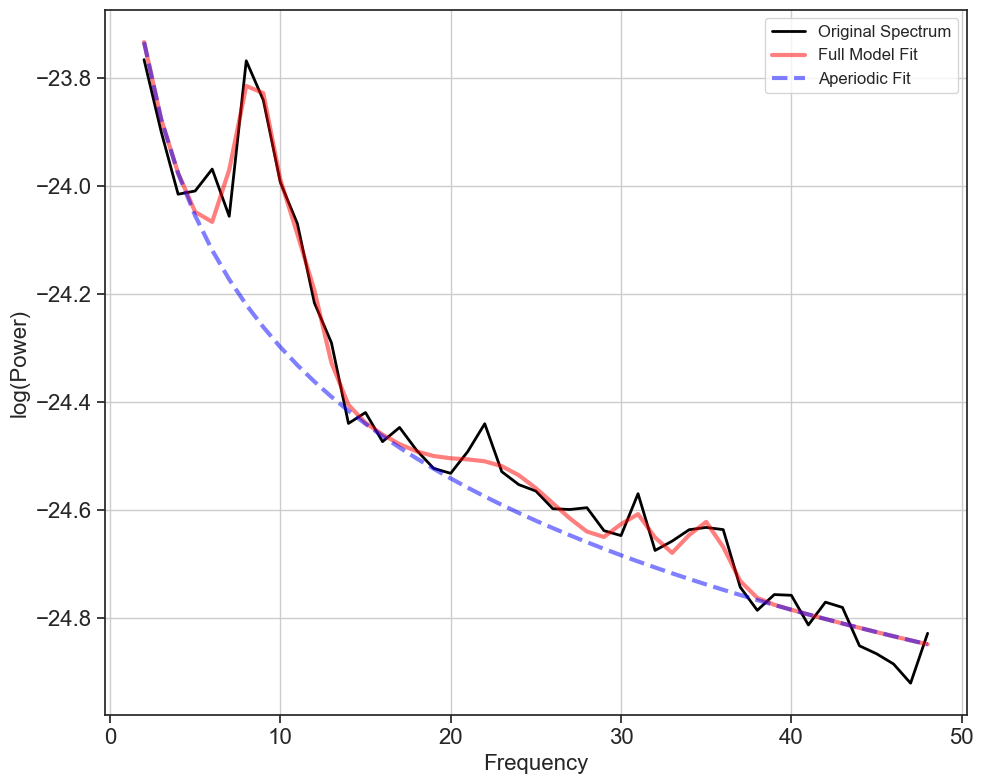 Original Spectrum
Full Model Fit
Aperiodic Fit
log(Power)
−23.8
−24.0
−24.2
−24.4
−24.6
−24.8
0 10 20 30 40 50
Frequency